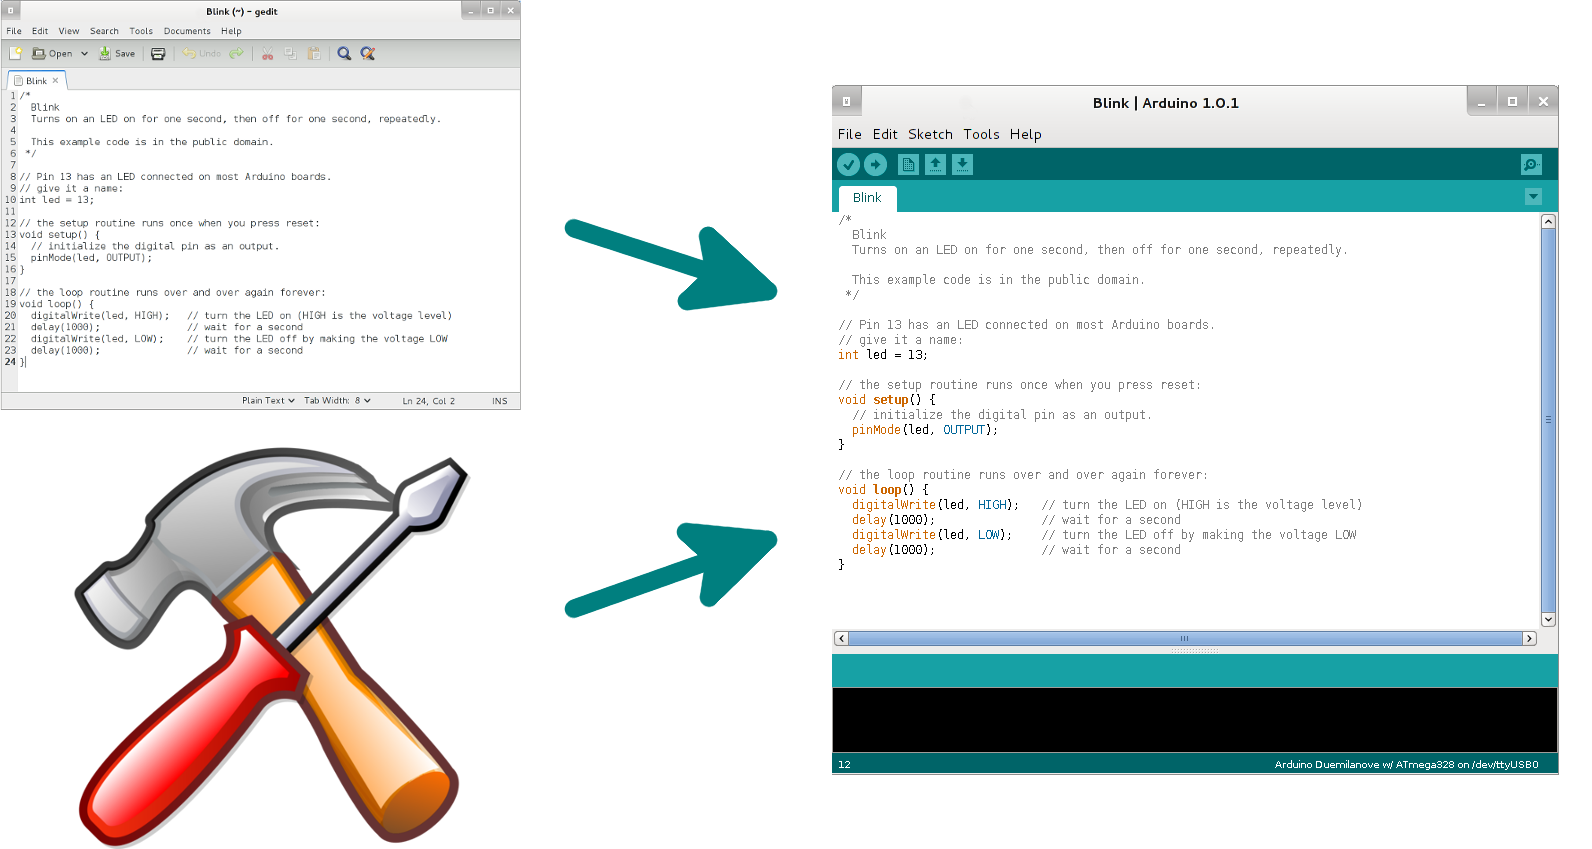 Blink (~) - gedit
File Edit View Search Tools Documents Help
Open Save Undo
Blink
1 /*
2   Blink
3   Turns on an LED on for one second, then off for one second, repeatedly.
4
5   This example code is in the public domain.
6  */
7
8 // Pin 13 has an LED connected on most Arduino boards.
9 // give it a name:
10 int led = 13;
11
12 // the setup routine runs once when you press reset:
13 void setup() {
14   // initialize the digital pin as an output.
15   pinMode(led, OUTPUT);
16 }
17
18 // the loop routine runs over and over again forever:
19 void loop() {
20   digitalWrite(led, HIGH);   // turn the LED on (HIGH is the voltage level)
21   delay(1000);               // wait for a second
22   digitalWrite(led, LOW);    // turn the LED off by making the voltage LOW
23   delay(1000);               // wait for a second
24 }
Plain Text Tab Width: 8 Ln 24, Col 2 INS
Blink | Arduino 1.0.1
File Edit Sketch Tools Help
Blink
/*
  Blink
  Turns on an LED on for one second, then off for one second, repeatedly.

  This example code is in the public domain.
 */

// Pin 13 has an LED connected on most Arduino boards.
// give it a name:
int led = 13;

// the setup routine runs once when you press reset:
void setup() {
  // initialize the digital pin as an output.
  pinMode(led, OUTPUT);
}

// the loop routine runs over and over again forever:
void loop() {
  digitalWrite(led, HIGH);   // turn the LED on (HIGH is the voltage level)
  delay(1000);               // wait for a second
  digitalWrite(led, LOW);    // turn the LED off by making the voltage LOW
  delay(1000);               // wait for a second
}
12 Arduino Duemilanove w/ ATmega328 on /dev/ttyUSB0